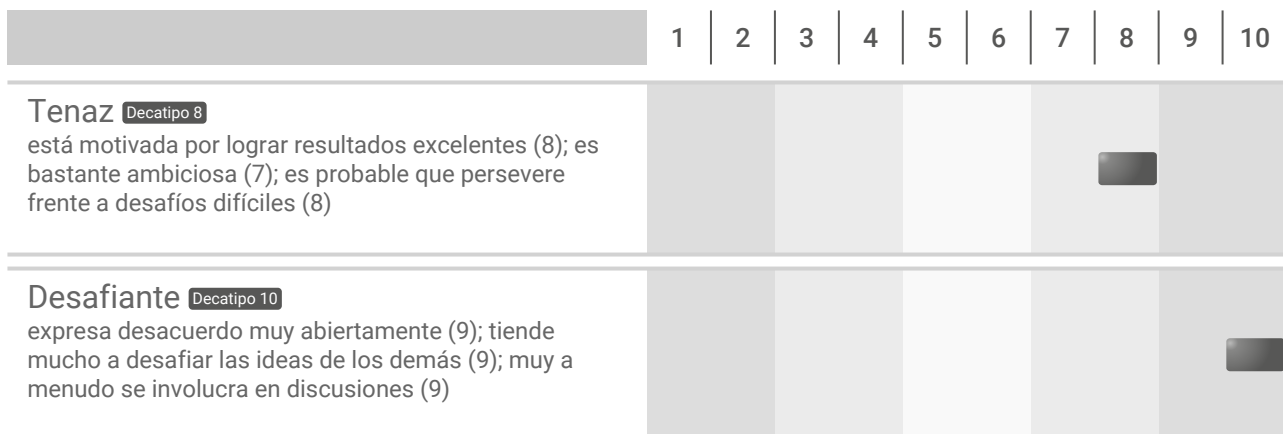 1 2 3 4 5 6 7 8 9 10
Tenaz Decatipo 8
está motivada por lograr resultados excelentes (8); es
bastante ambiciosa (7); es probable que persevere
frente a desafíos difíciles (8)
Desafiante Decatipo 10
expresa desacuerdo muy abiertamente (9); tiende
mucho a desafiar las ideas de los demás (9); muy a
menudo se involucra en discusiones (9)